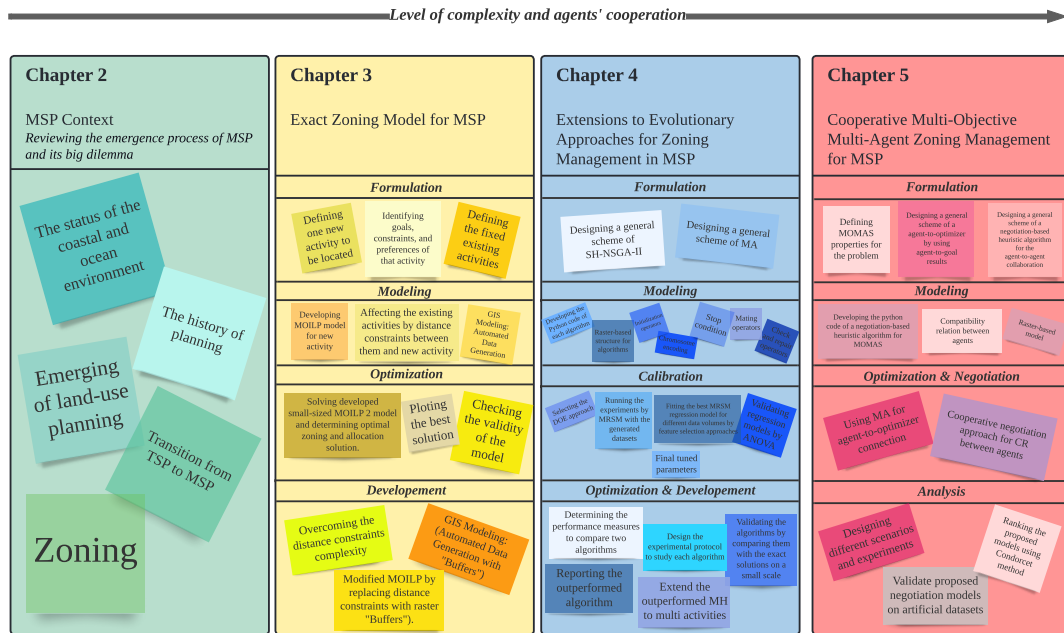 Level of complexity and agents' cooperation
Chapter 2
MSP Context
Reviewing the emergence process of MSP
and its big dilemma
The status of the
coastal and
ocean
environment
The history of
planning
Emerging
of land-use
planning
Transition from
TSP to MSP
Zoning
Chapter 3
Exact Zoning Model for MSP
Formulation
Defining
one new
activity to
be located
Identifying
goals,
constraints, and
preferences of
that activity
Defining
the fixed
existing
activities
Modeling
Developing
MOILP model
for new
activity
Affecting the existing
activities by distance
constraints between
them and new activity
GIS
Modeling:
Automated
Data
Generation
Optimization
Solving developed
small-sized MOILP 2 model
and determining optimal
zoning and allocation
solution.
Ploting
the best
solution
Checking
the validity
of the
model
Developement
Overcoming the
distance constraints
complexity
GIS Modeling:
(Automated Data
Generation with
"Buffers")
Modified MOILP by
replacing distance
constraints with raster
"Buffers").
Chapter 4
Extensions to Evolutionary
Approaches for Zoning
Management in MSP
Formulation
Designing a general
scheme of
SH-NSGA-II
Designing a general
scheme of MA
Modeling
Developing the
Python code of
each algorithm
Raster-based
structure for
algorithms
Initialization
operators
Chromosome
encoding
Stop
condition
Mating
operators
Check
and repair
Calibration
Selecting the
DOE approach
Running the
experiments by
MRSM with the
generated
datasets
Fitting the best MRSM
regression model for
different data volumes by
feature selection approaches
Validating
regression
models by
ANOVA
Final tuned
parameters
Optimization & Developement
Determining the
performance measures
to compare two
algorithms
Design the
experimental protocol
to study each algorithm
Validating the
algorithms by
comparing them
with the exact
solutions on a
small scale
Reporting the
outperformed
algorithm
Extend the
outperformed MH
to multi activities
Chapter 5
Cooperative Multi-Objective
Multi-Agent Zoning Management
for MSP
Formulation
Defining
MOMAS
properties for
the problem
Designing a general
scheme of a
agent-to-optimizer
by using
agent-to-goal
results
Designing a general
scheme of a
negotiation-based
heuristic algorithm
for the
agent-to-agent
collaboration
Modeling
Developing the python
code of a negotiation-based
heuristic algorithm for
MOMAS
Compatibility
relation between
agents
Raster-based
model
Optimization & Negotiation
Using MA for
agent-to-optimizer
connection
Cooperative negotiation
approach for CR
between agents
Analysis
Designing
different scenarios
and experiments
Ranking the
proposed
models using
Condorcet
method
Validate proposed
negotiation models
on artificial datasets